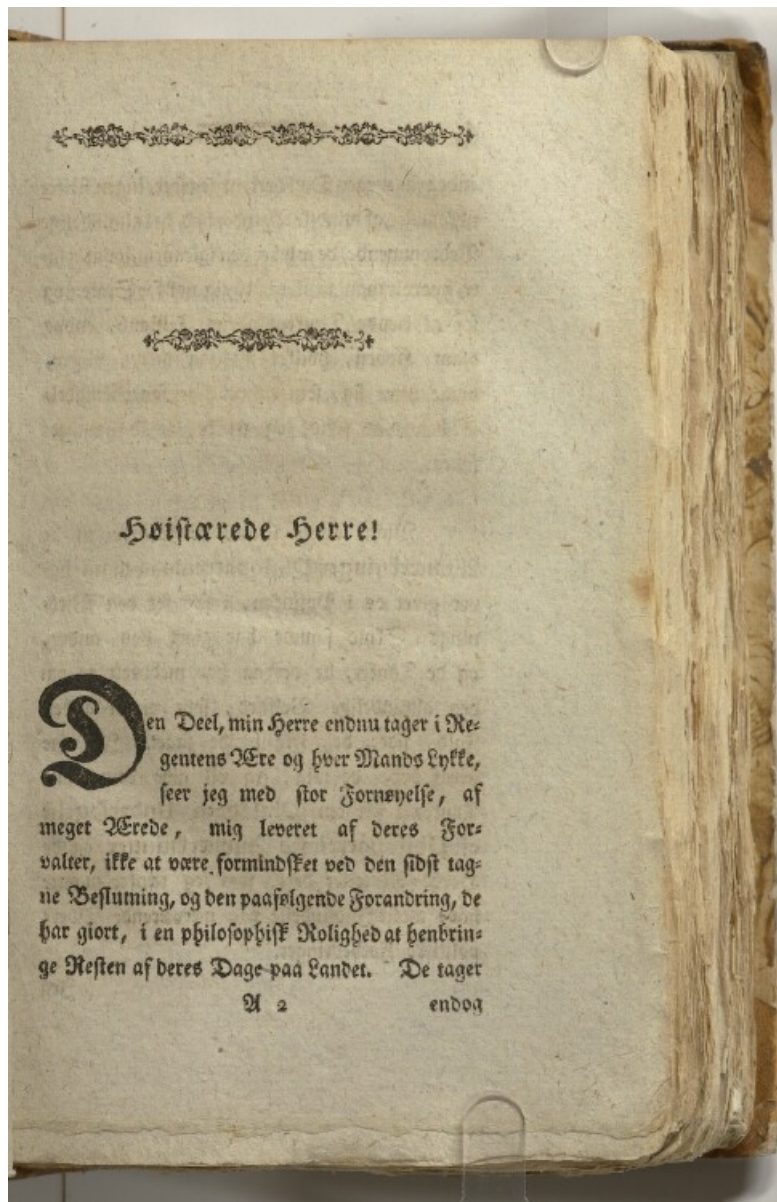 Høistærede Herre!
Den Deel, min Herre endnu tager i Re-
gentens Ære og hver Mands Lykke,
seer jeg med stor Fornøyelse, af
meget Ærede, mig leveret af deres For-
valter, ikke at være formindsket ved den sidst tag-
ne Beslutning, og den paafølgende Forandring, de
har giort, i en philosophisk Rolighed at henbrin-
ge Resten af deres Dage paa Landet. De tager
A 2 endog